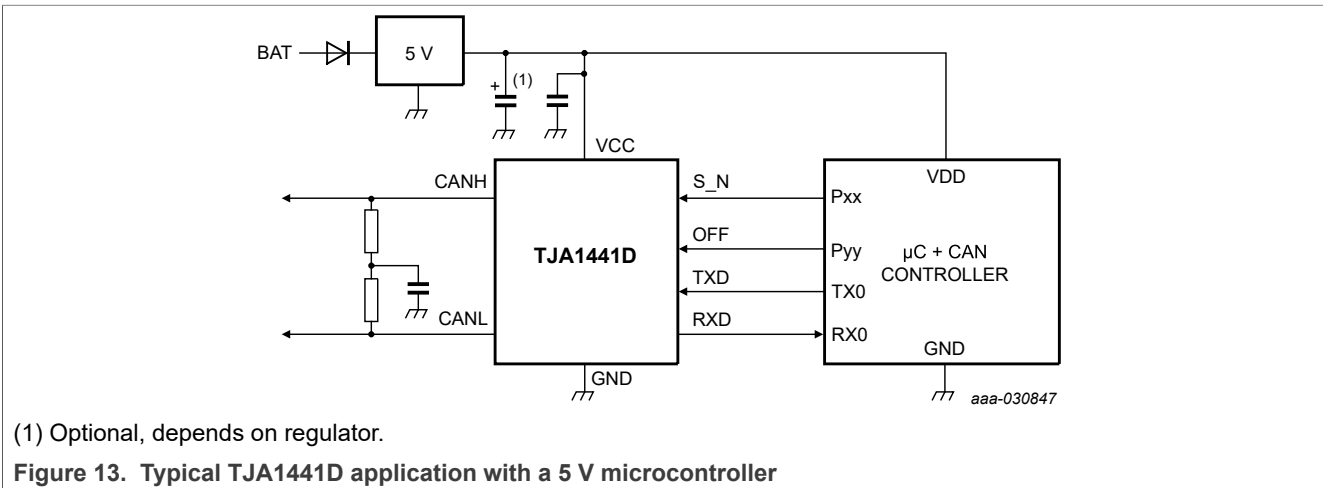 BAT
5 V
+
(1)
VCC
CANH
S_N
Pxx
VDD
OFF
Pyy
TJA1441D
µC + CAN
CONTROLLER
TXD
TX0
CANL
RXD
RX0
GND
GND
aaa-030847
(1) Optional, depends on regulator.
Figure 13. Typical TJA1441D application with a 5 V microcontroller